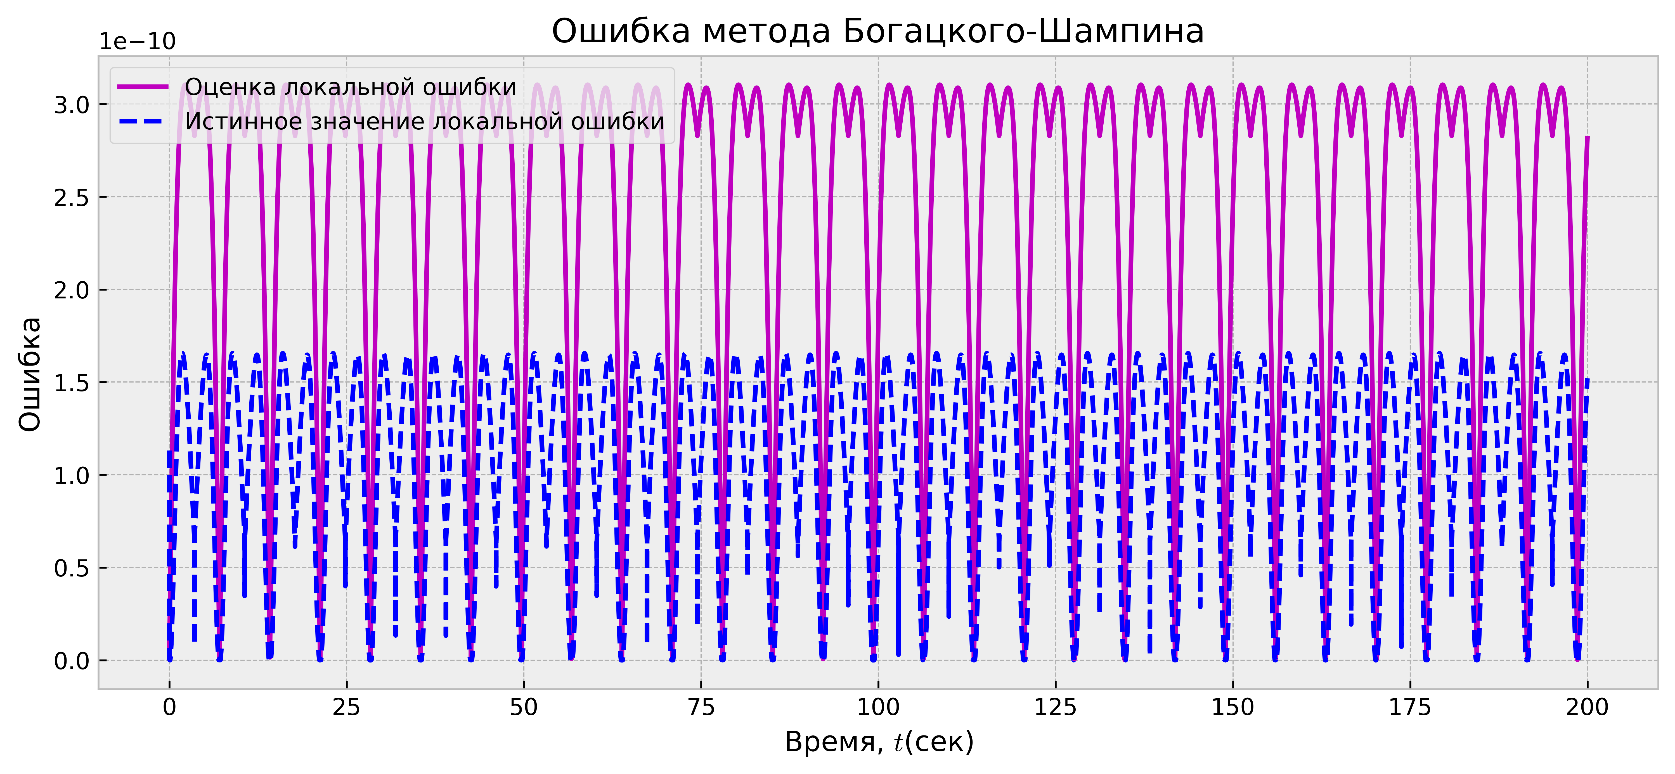 Ошибка метода Богацкого-Шампина
1e−10
Оценка локальной ошибки
Истинное значение локальной ошибки
3.0
2.5
2.0
1.5
1.0
0.5
0.0
Ошибка
0 25 50 75 100 125 150 175 200
Время, t(сек)